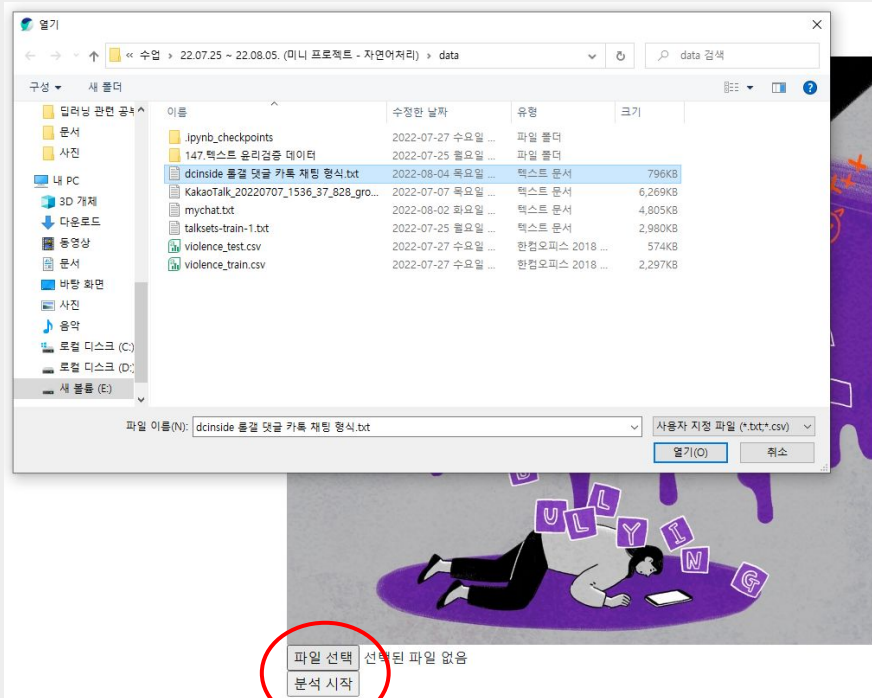 열기
« 수업 › 22.07.25 ~ 22.08.05. (미니 프로젝트 - 자연어처리) › data
data 검색
구성 새 폴더
이름 수정한 날짜 유형 크기
딥러닝 관련 공부
문서
사진
내 PC
3D 개체
다운로드
동영상
문서
바탕 화면
사진
음악
로컬 디스크 (C:)
로컬 디스크 (D:)
새 볼륨 (E:)
.ipynb_checkpoints 2022-07-27 수요일 ... 파일 폴더
147.텍스트 윤리검증 데이터 2022-07-25 월요일 ... 파일 폴더
dcinside 롤갤 댓글 카톡 채팅 형식.txt 2022-08-04 목요일 ... 텍스트 문서 796KB
KakaoTalk_20220707_1536_37_828_gro... 2022-07-07 목요일 ... 텍스트 문서 6,269KB
mychat.txt 2022-08-02 화요일 ... 텍스트 문서 4,805KB
talksets-train-1.txt 2022-07-25 월요일 ... 텍스트 문서 2,980KB
violence_test.csv 2022-07-27 수요일 ... 한컴오피스 2018 ... 574KB
violence_train.csv 2022-07-27 수요일 ... 한컴오피스 2018 ... 2,297KB
파일 이름(N): dcinside 롤갤 댓글 카톡 채팅 형식.txt 사용자 지정 파일 (*.txt;*.csv)
열기(O) 취소
ULLYING
파일 선택 선택된 파일 없음
분석 시작